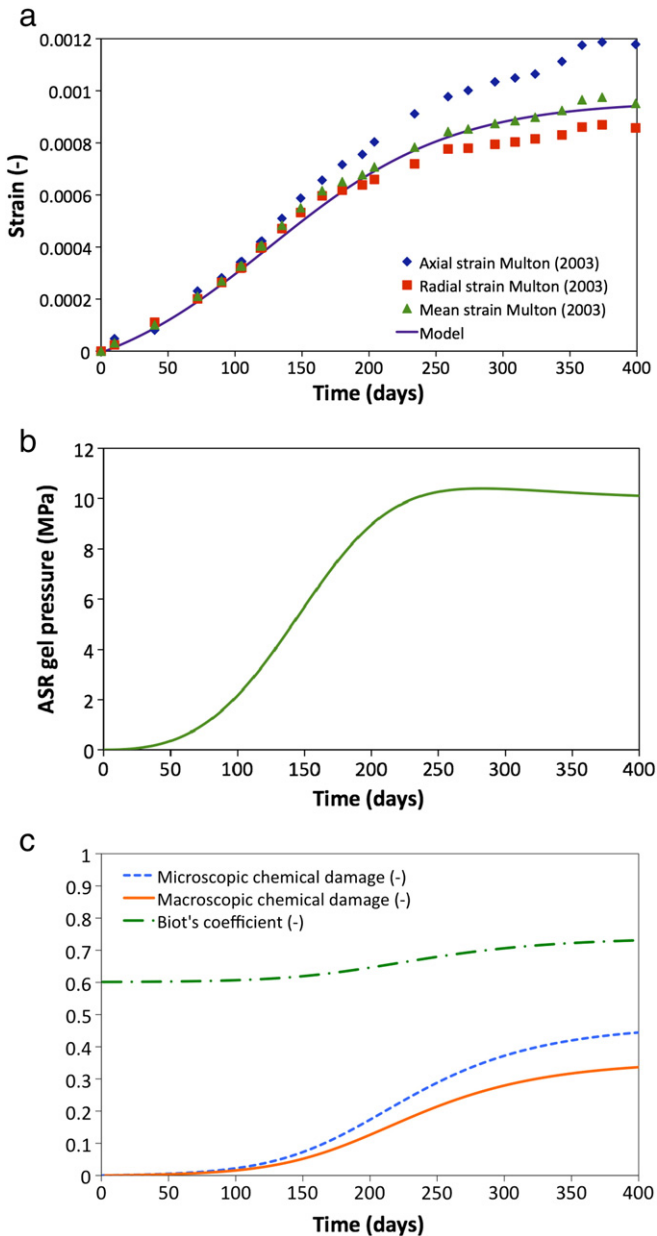 a
0.0012
0.001
0.0008
0.0006
0.0004
0.0002
0
Strain (-)
Axial strain Multon (2003)
Radial strain Multon (2003)
Mean strain Multon (2003)
Model
0 50 100 150 200 250 300 350 400
Time (days)
b
12
10
8
6
4
2
0
ASR gel pressure (MPa)
0 50 100 150 200 250 300 350 400
Time (days)
c
1
0.9
0.8
0.7
0.6
0.5
0.4
0.3
0.2
0.1
0
Microscopic chemical damage (-)
Macroscopic chemical damage (-)
Biot's coefficient (-)
0 50 100 150 200 250 300 350 400
Time (days)